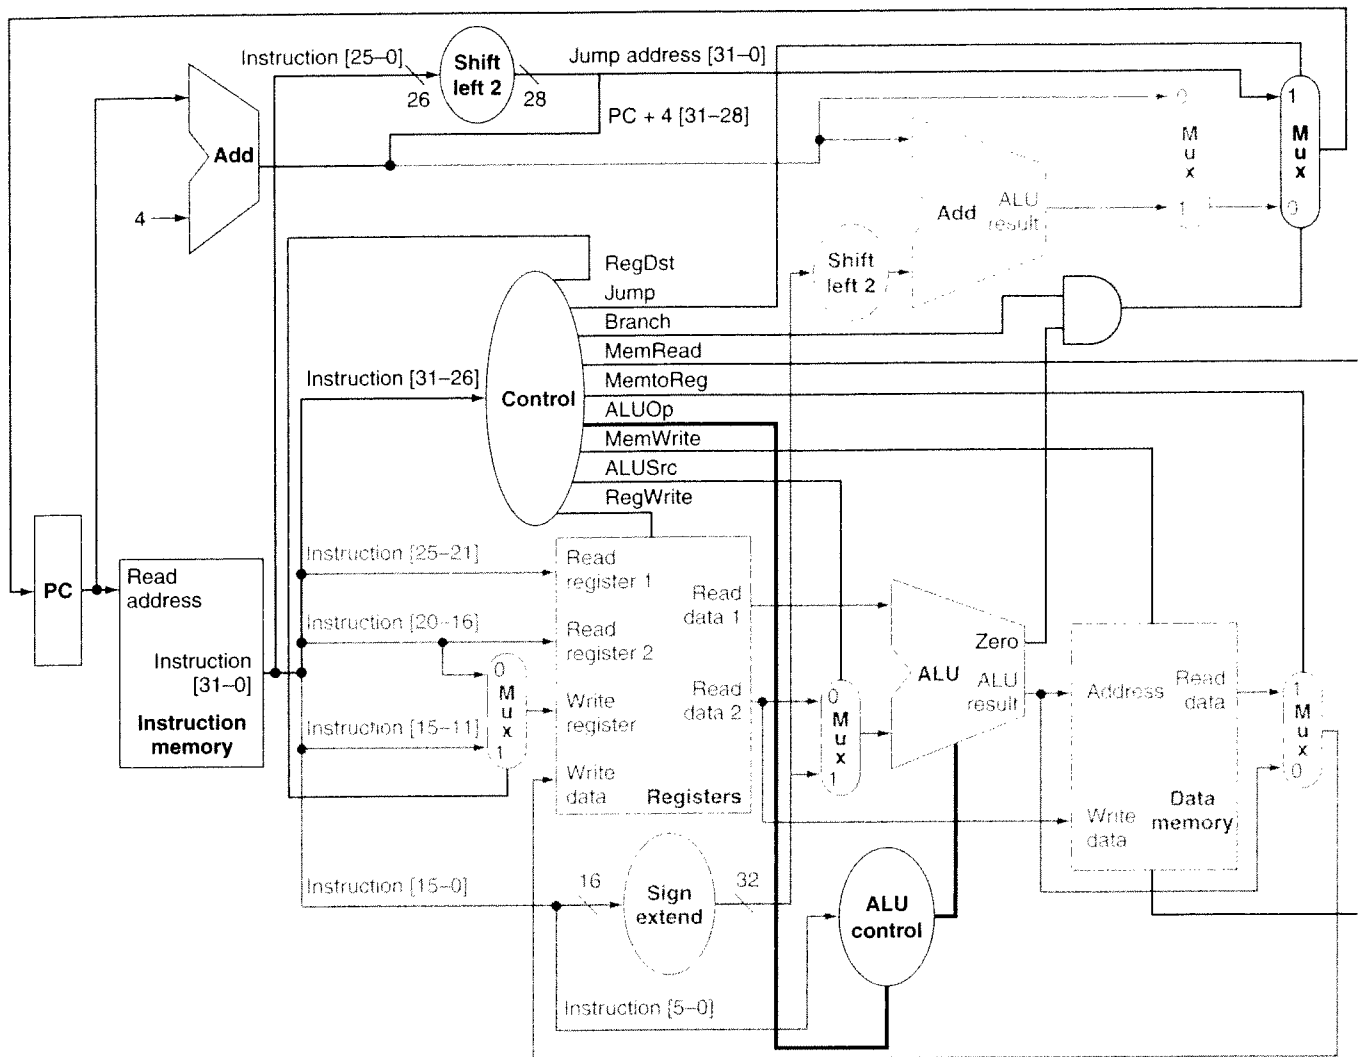 Instruction [25–0]
26
Shift
left 2
28
Jump address [31–0]
PC + 4 [31–28]
Add
4
0
M
u
x
1
1
M
u
x
0
Add
ALU
result
Shift
left 2
RegDst
Jump
Branch
MemRead
MemtoReg
ALUOp
MemWrite
ALUSrc
RegWrite
Instruction [31–26]
Control
PC
Read
address
Instruction
[31–0]
Instruction
memory
Instruction [25–21]
Instruction [20–16]
Instruction [15–11]
0
M
u
x
1
Read
register 1
Read
register 2
Write
register
Write
data
Read
data 1
Read
data 2
Registers
0
M
u
x
1
Zero
ALU
ALU
result
Address
Read
data
Write
data
Data
memory
1
M
u
x
0
Instruction [15–0]
16
Sign
extend
32
ALU
control
Instruction [5–0]